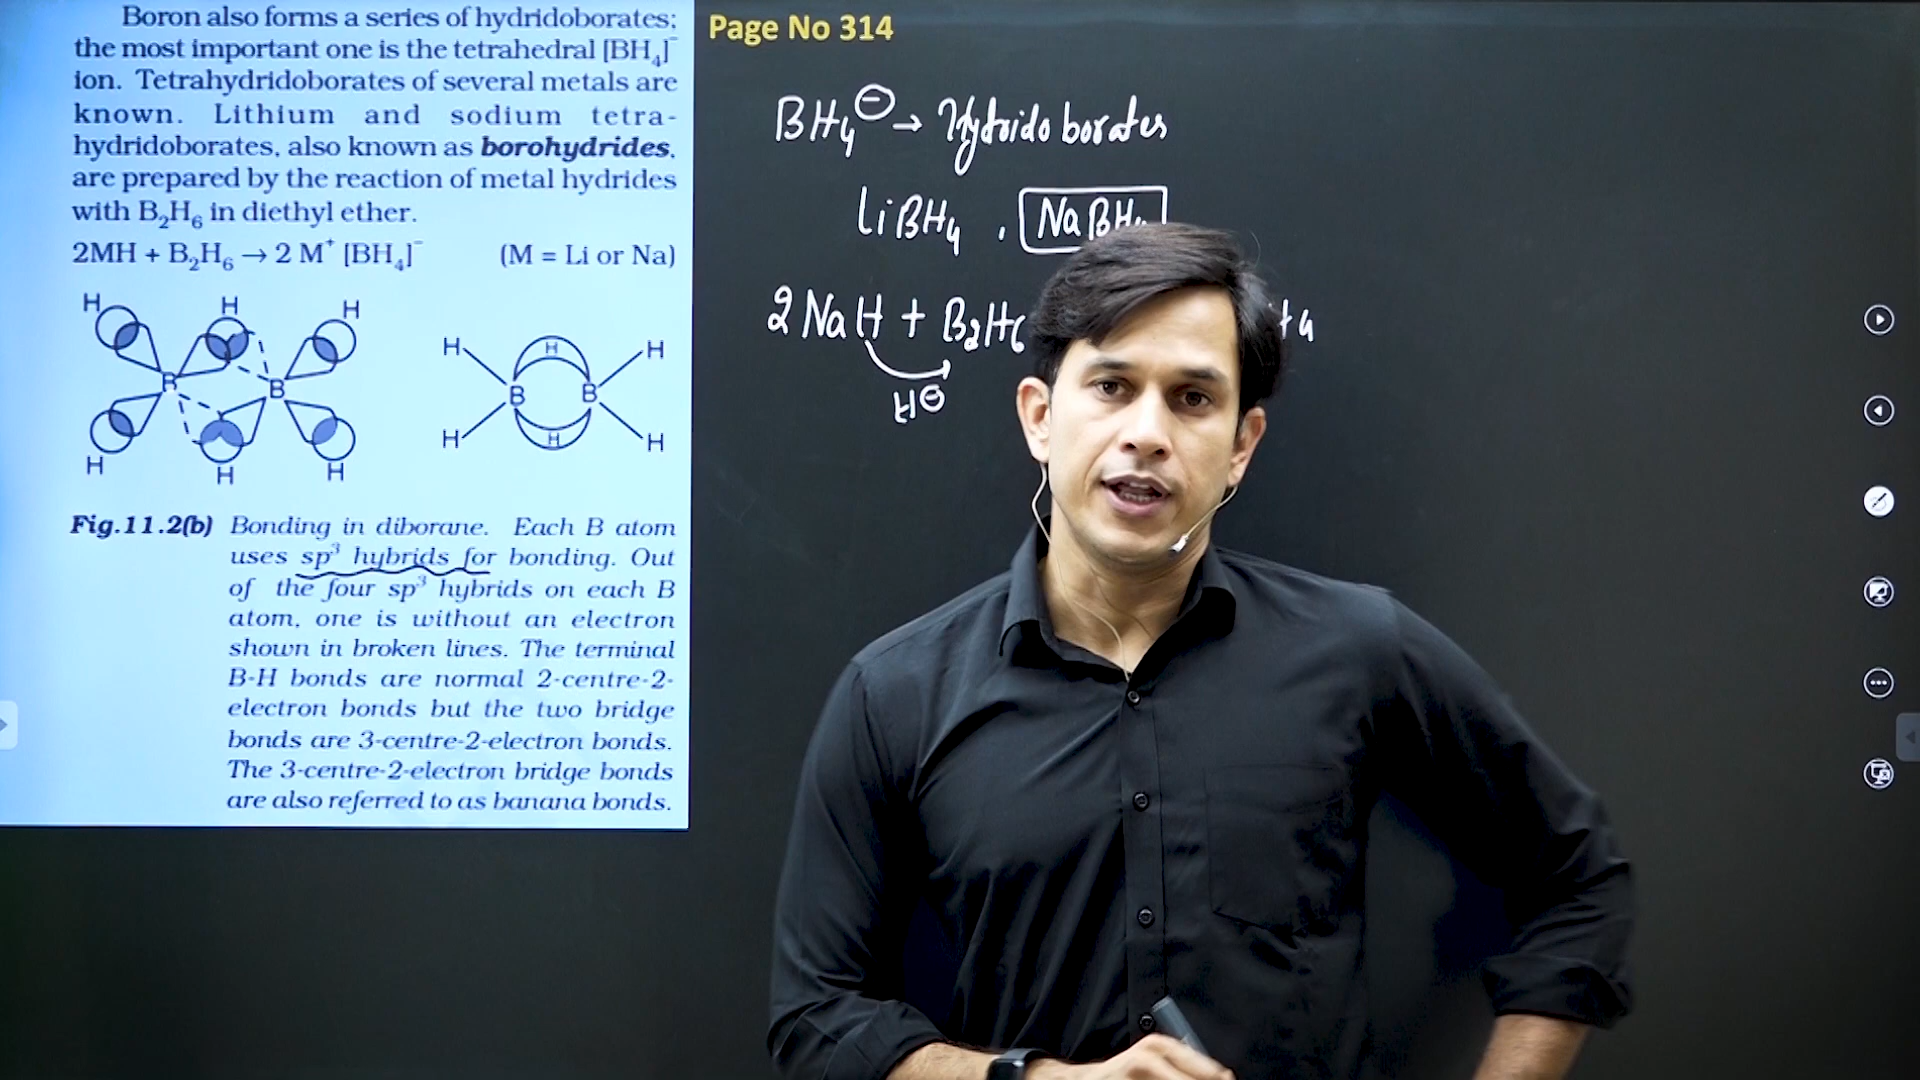 Boron also forms a series of hydridoborates;
the most important one is the tetrahedral [BH₄]⁻
ion. Tetrahydridoborates of several metals are
known. Lithium and sodium tetra-
hydridoborates, also known as borohydrides,
are prepared by the reaction of metal hydrides
with B₂H₆ in diethyl ether.
2MH + B₂H₆ → 2 M⁺ [BH₄]⁻ (M = Li or Na)
H H H
B B
H H H
H H H
B B
H H H
Fig.11.2(b) Bonding in diborane. Each B atom
uses sp³ hybrids for bonding. Out
of the four sp³ hybrids on each B
atom, one is without an electron
shown in broken lines. The terminal
B-H bonds are normal 2-centre-2-
electron bonds but the two bridge
bonds are 3-centre-2-electron bonds.
The 3-centre-2-electron bridge bonds
are also referred to as banana bonds.
Page No 314
BH₄⊖ → Hydrido borates
LiBH₄ , NaBH₄
2NaH + B₂H₆
H⊖